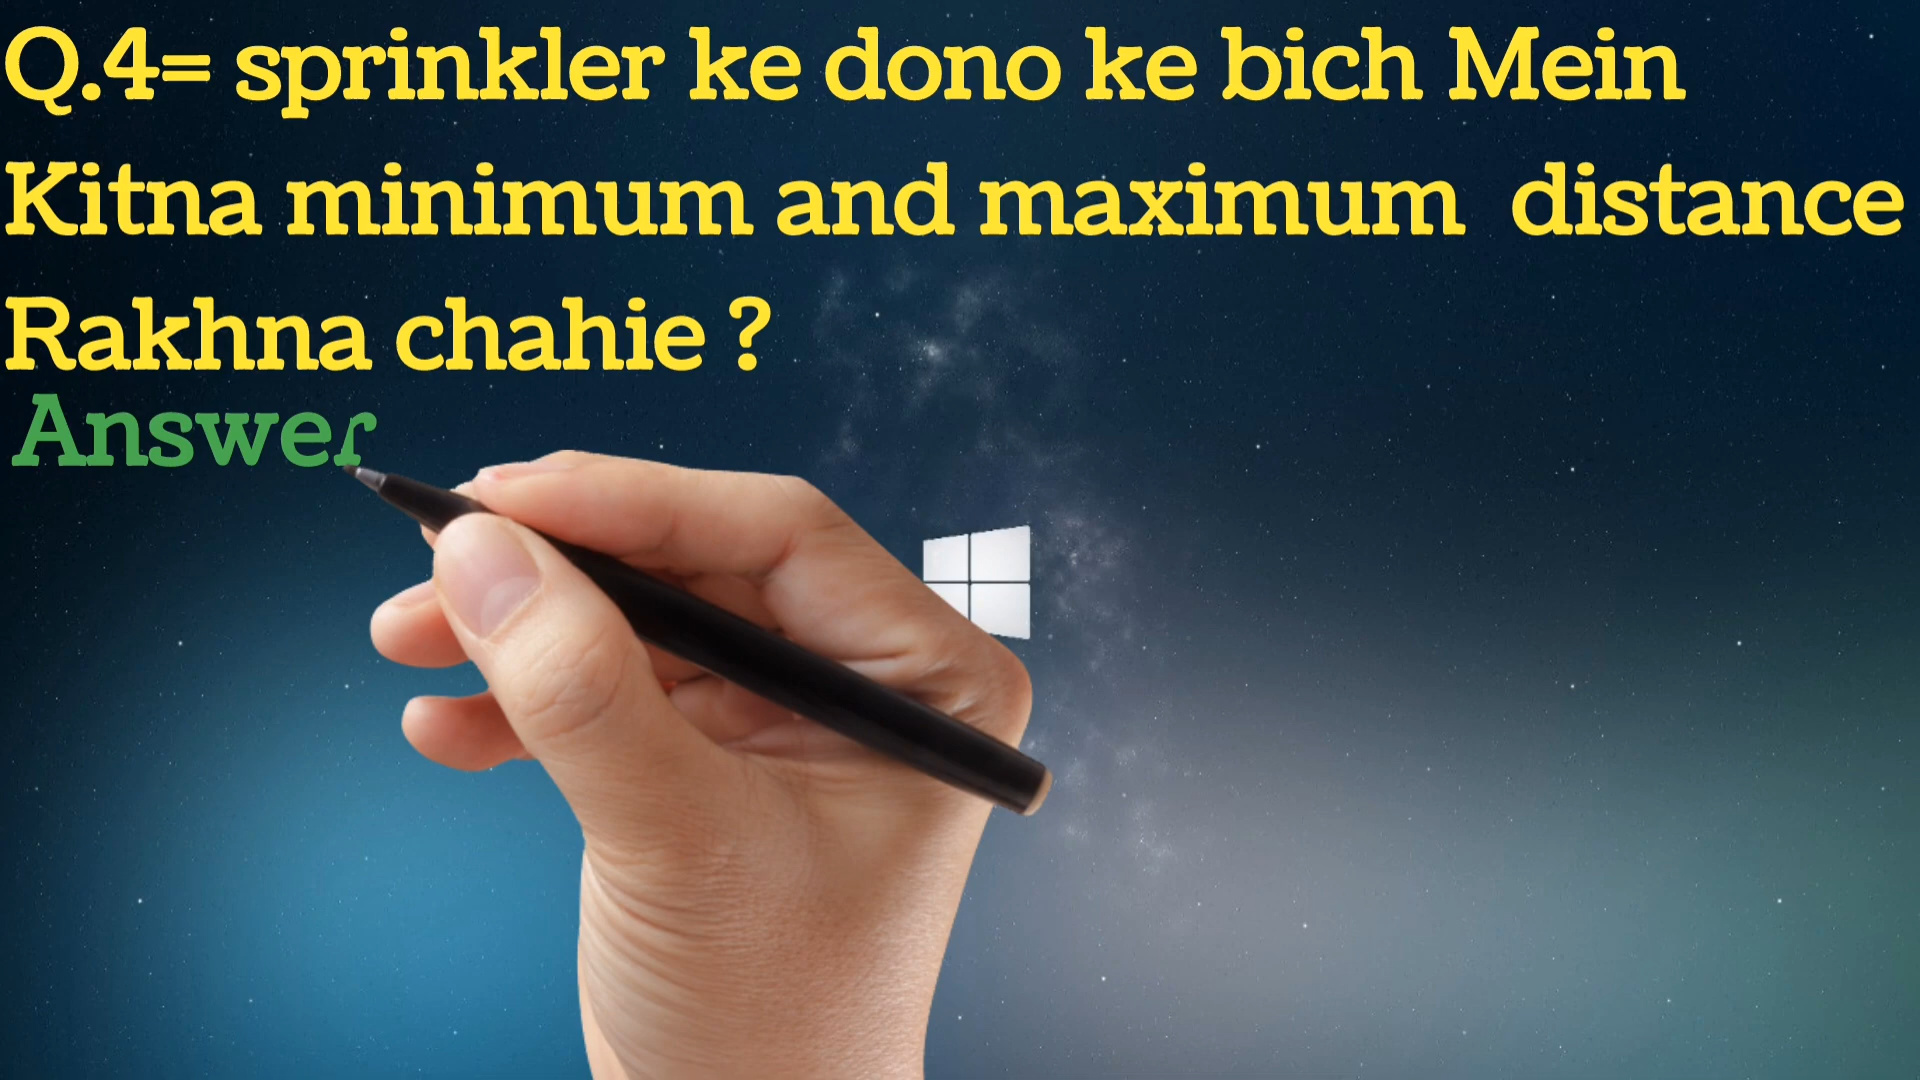 Q.4= sprinkler ke dono ke bich Mein
Kitna minimum and maximum distance
Rakhna chahie ?
Answer